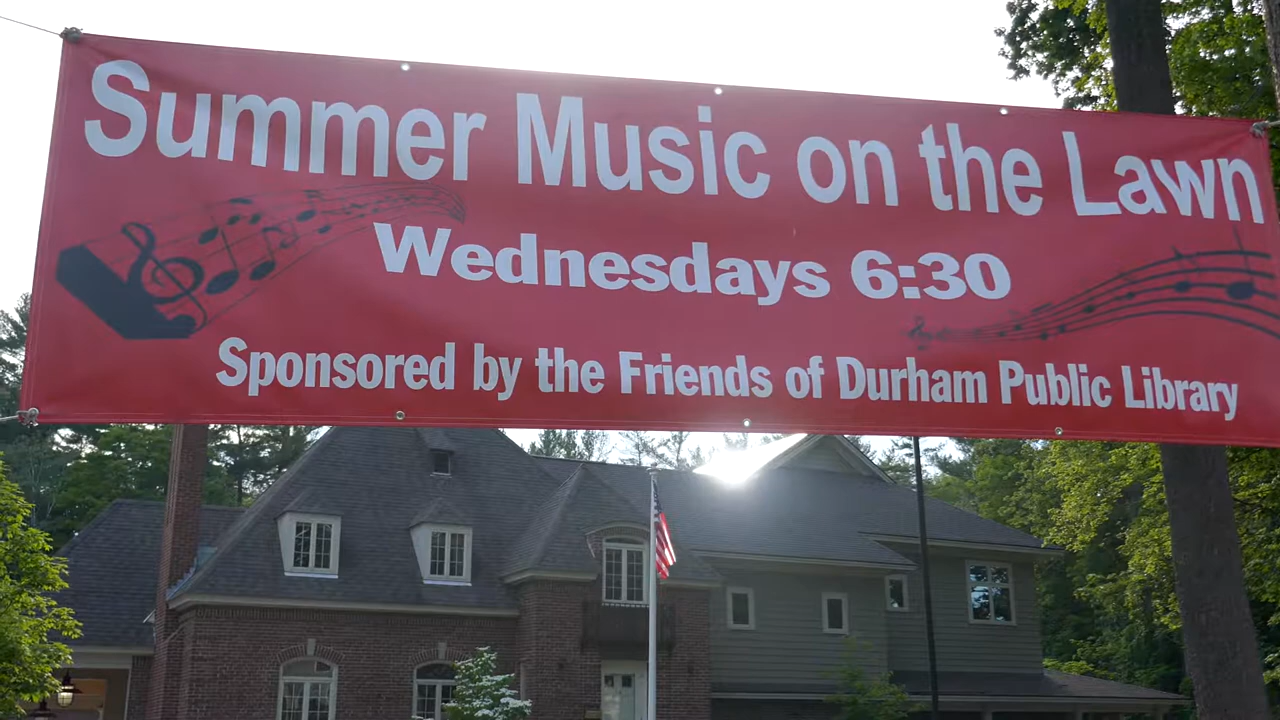 Summer Music on the Lawn
Wednesdays 6:30
Sponsored by the Friends of Durham Public Library